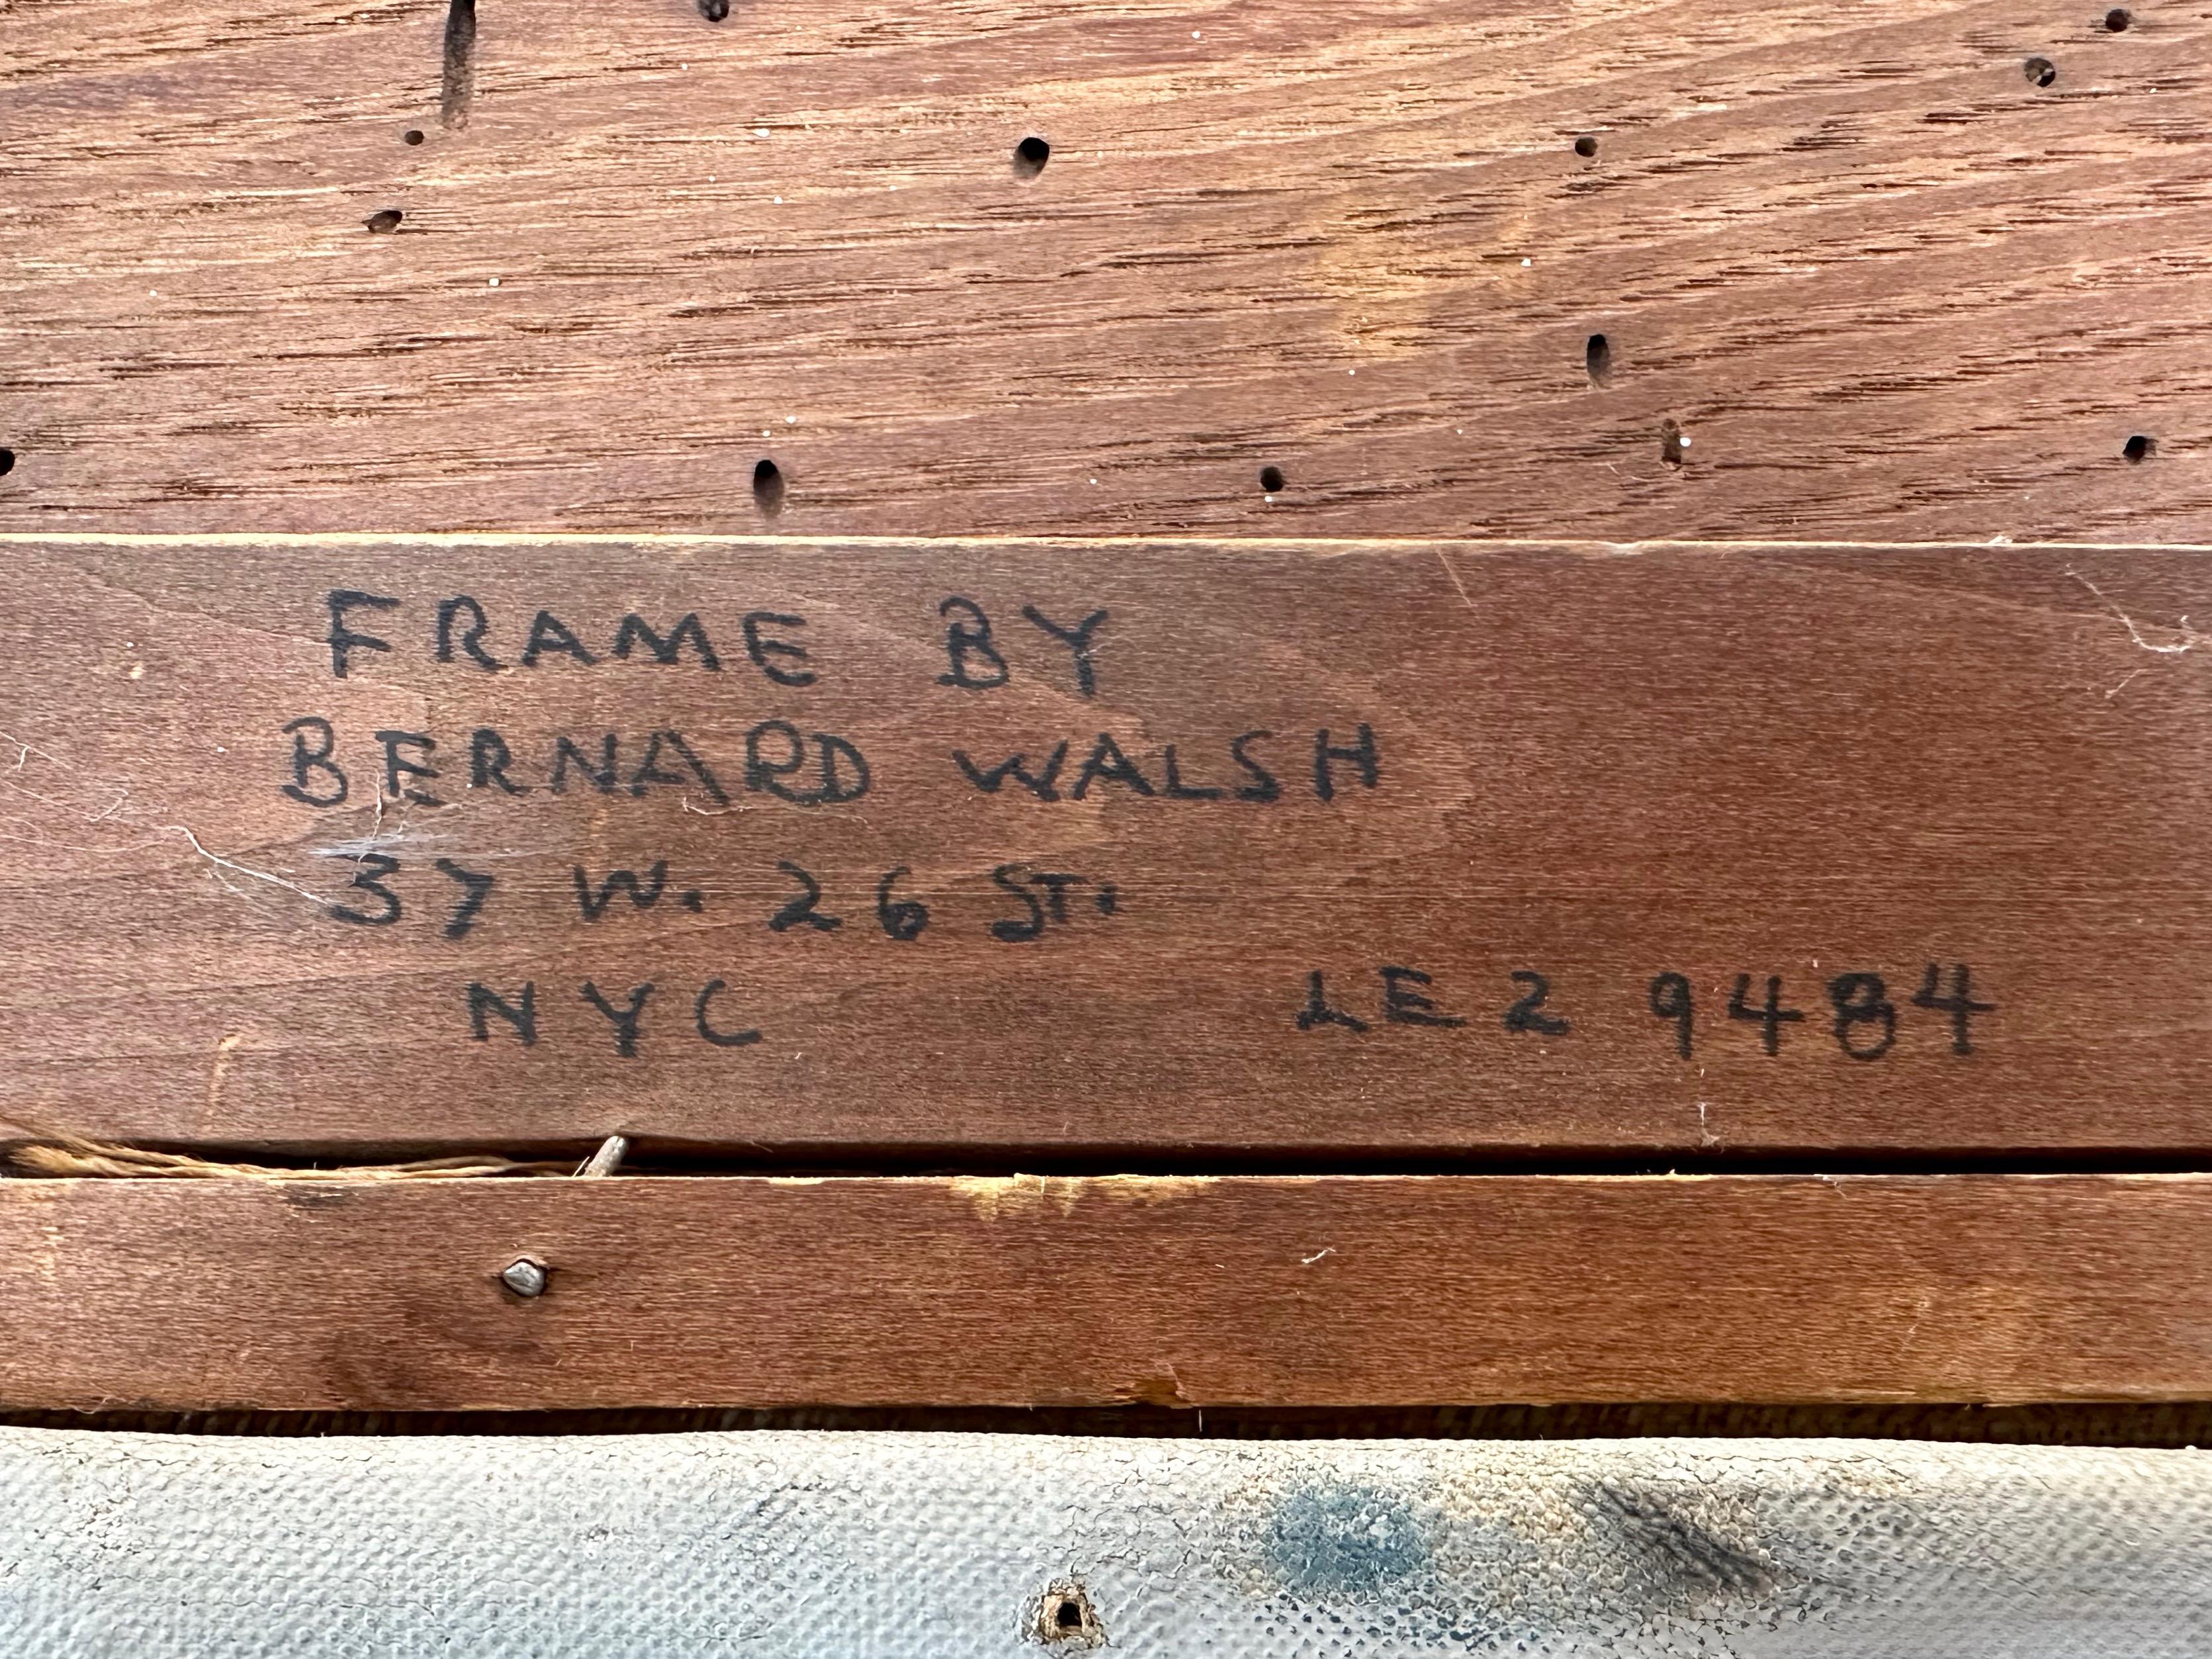 FRAME BY
BERNARD WALSH
37 W. 26 ST.
NYC LE2 9484